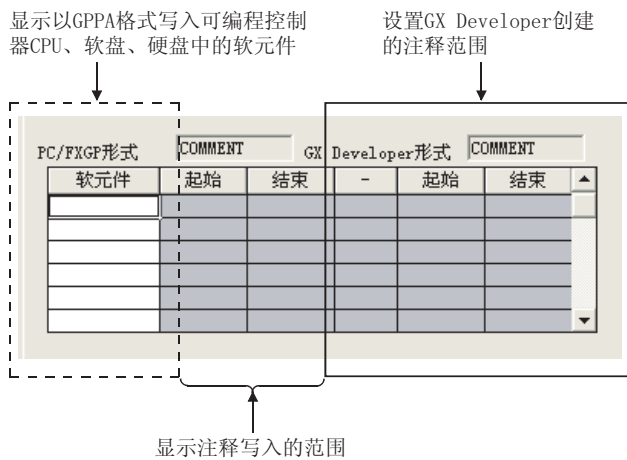 显示以GPPA格式写入可编程控制
器CPU、软盘、硬盘中的软元件
设置GX Developer创建
的注释范围
PC/FXGP形式 COMMENT GX Developer形式 COMMENT
软元件 起始 结束 - 起始 结束
显示注释写入的范围